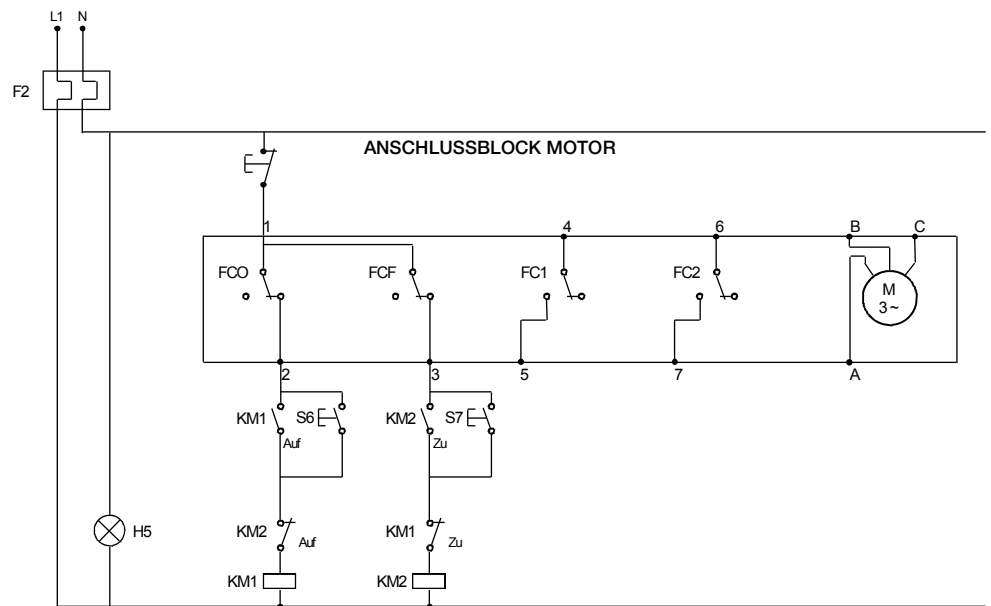 L1 N
F2
ANSCHLUSSBLOCK MOTOR
1 4 6 B C
FCO FCF FC1 FC2 M
3~
2 3 5 7 A
KM1 S6 KM2 S7
Auf Zu
H5 KM2 Auf KM1 Zu
KM1 KM2